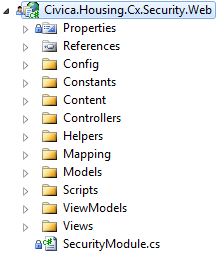 Civica.Housing.Cx.Security.Web
Properties
References
Config
Constants
Content
Controllers
Helpers
Mapping
Models
Scripts
ViewModels
Views
SecurityModule.cs